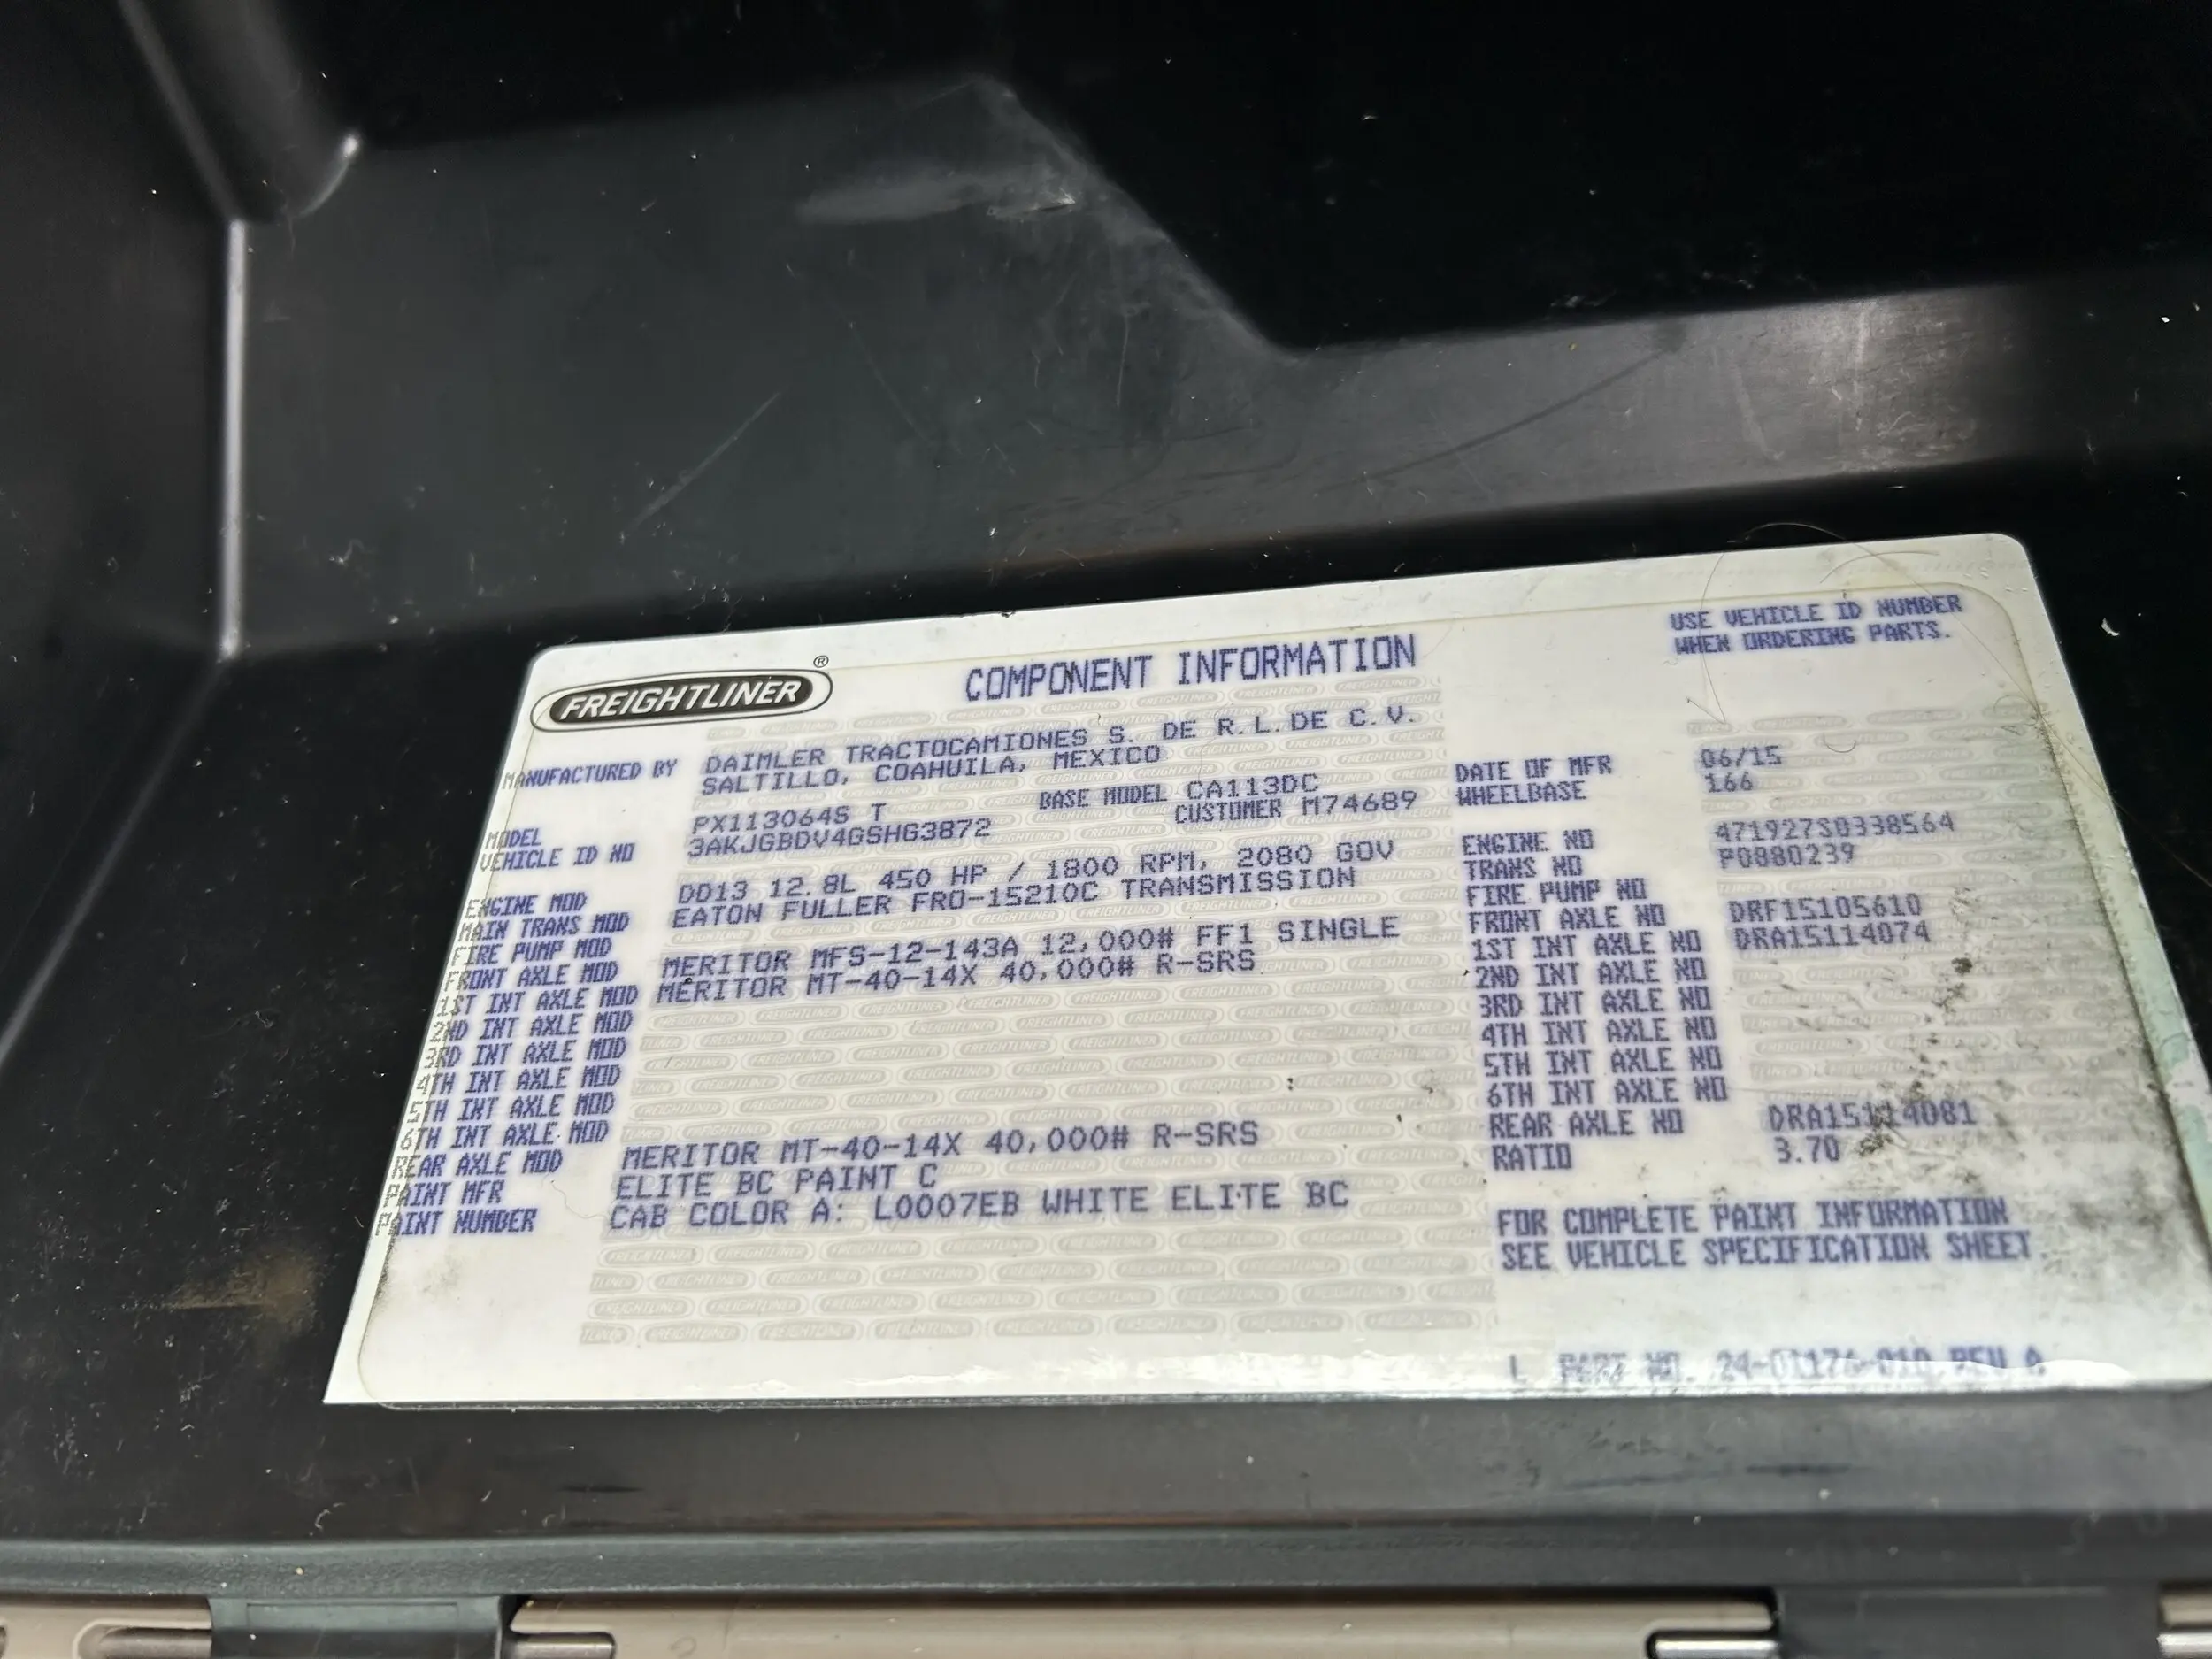 FREIGHTLINER ®
COMPONENT INFORMATION
USE VEHICLE ID NUMBER
WHEN ORDERING PARTS.
MANUFACTURED BY DAIMLER TRACTOCAMIONES S. DE R.L.DE C.V.
SALTILLO, COAHUILA, MEXICO
DATE OF MFR 06/15
MODEL PX113064S T BASE MODEL CA113DC
WHEELBASE 166
VEHICLE ID NO 3AKJGBDV4GSHG3872 CUSTOMER M74689
ENGINE MOD DD13 12.8L 450 HP / 1800 RPM, 2080 GOV
ENGINE NO 471927S0338564
MAIN TRANS MOD EATON FULLER FRO-15210C TRANSMISSION
TRANS NO P0880239
FIRE PUMP MOD
FIRE PUMP NO
FRONT AXLE MOD MERITOR MFS-12-143A 12,000# FF1 SINGLE
FRONT AXLE NO DRF15105610
1ST INT AXLE MOD MERITOR MT-40-14X 40,000# R-SRS
1ST INT AXLE NO DRA15114074
2ND INT AXLE MOD
2ND INT AXLE NO
3RD INT AXLE MOD
3RD INT AXLE NO
4TH INT AXLE MOD
4TH INT AXLE NO
5TH INT AXLE MOD
5TH INT AXLE NO
6TH INT AXLE MOD
6TH INT AXLE NO
REAR AXLE MOD MERITOR MT-40-14X 40,000# R-SRS
REAR AXLE NO DRA15114081
PAINT MFR ELITE BC PAINT C
RATIO 3.70
PAINT NUMBER CAB COLOR A: L0007EB WHITE ELITE BC
FOR COMPLETE PAINT INFORMATION
SEE VEHICLE SPECIFICATION SHEET.
L PART NO. 24-01176-010 REV A